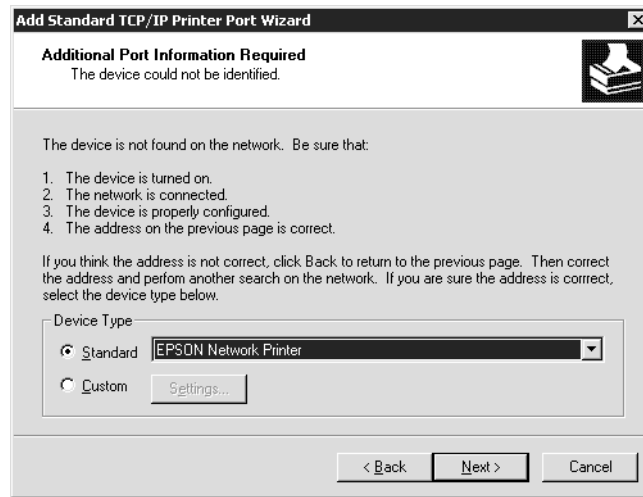 Add Standard TCP/IP Printer Port Wizard
Additional Port Information Required
The device could not be identified.
The device is not found on the network. Be sure that:
1. The device is turned on.
2. The network is connected.
3. The device is properly configured.
4. The address on the previous page is correct.
If you think the address is not correct, click Back to return to the previous page. Then correct
the address and perfom another search on the network. If you are sure the address is corrrect,
select the device type below.
Device Type
Standard EPSON Network Printer
Custom Settings...
< Back Next > Cancel